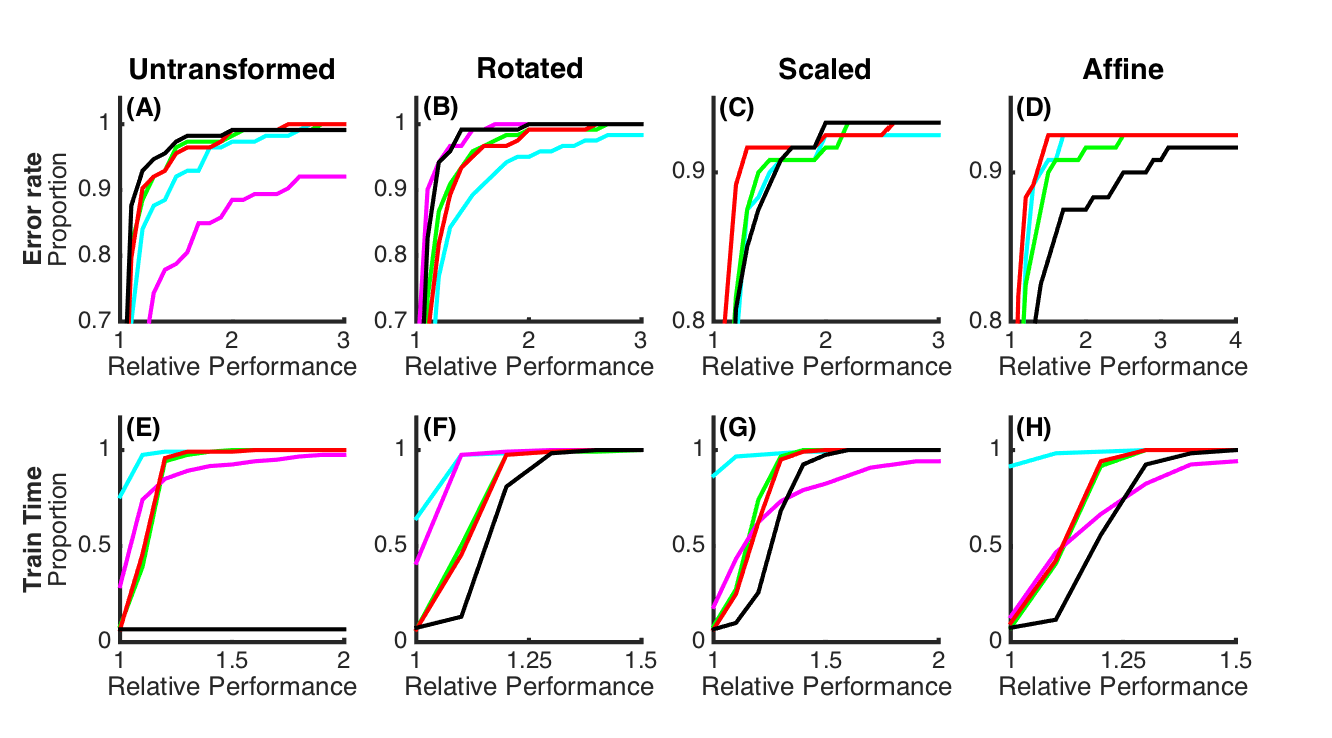 Untransformed Rotated Scaled Affine
(A) (B) (C) (D)
Error rate
Proportion
1
0.9
0.8
0.7
1 2 3
Relative Performance
1
0.9
0.8
0.7
1 2 3
Relative Performance
0.9
0.8
1 2 3
Relative Performance
0.9
0.8
1 2 3 4
Relative Performance
(E) (F) (G) (H)
Train Time
Proportion
1
0.5
0
1 1.5 2
Relative Performance
1
0.5
0
1 1.25 1.5
Relative Performance
1
0.5
0
1 1.5 2
Relative Performance
1
0.5
0
1 1.25 1.5
Relative Performance